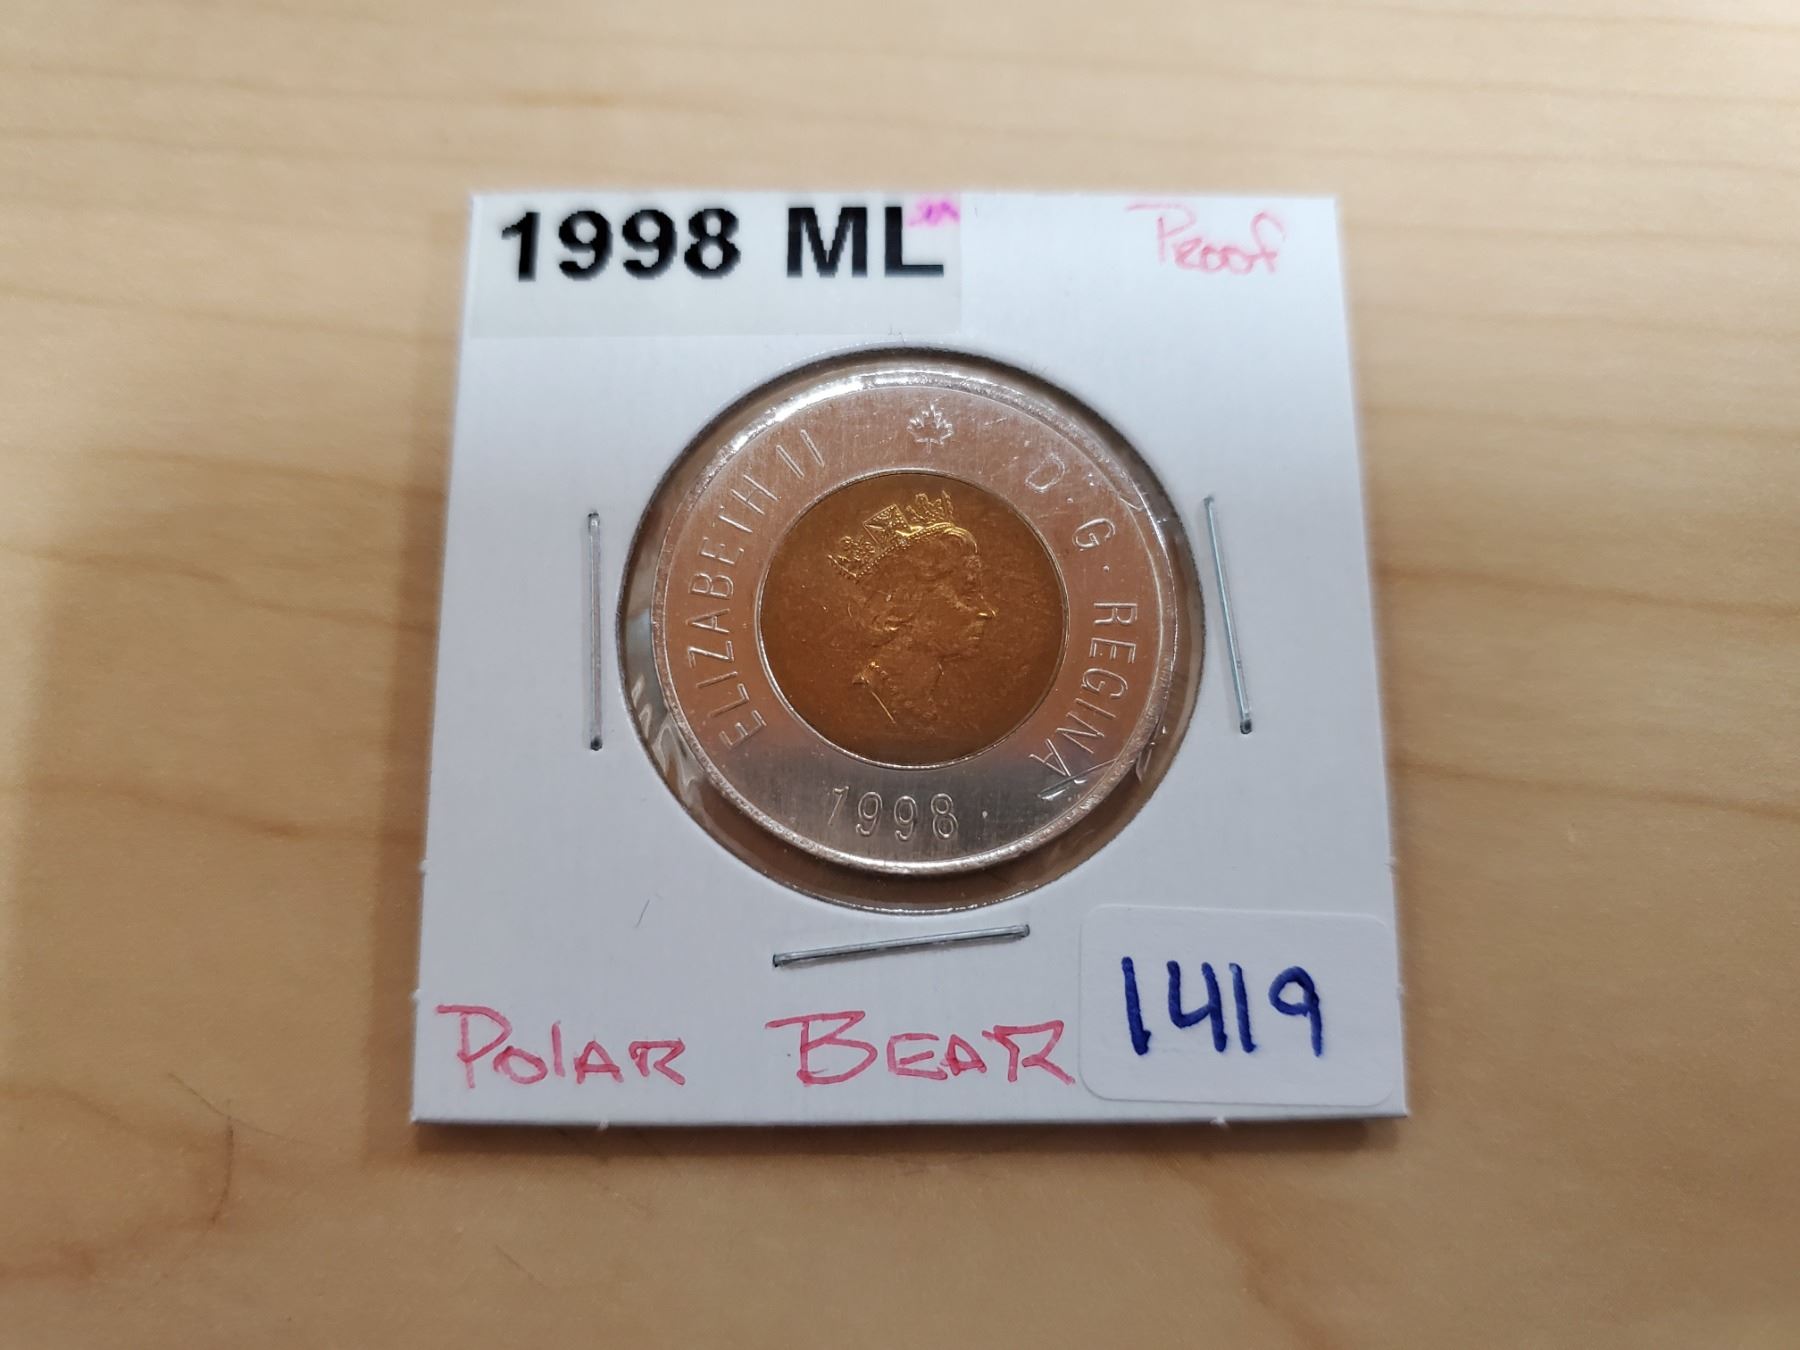 1998 ML
Proof
ELIZABETH II D·G·REGINA
1998
POLAR BEAR
1419